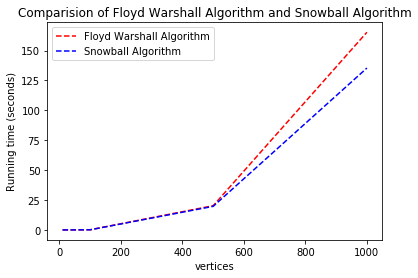 Comparision of Floyd Warshall Algorithm and Snowball Algorithm
Floyd Warshall Algorithm
Snowball Algorithm
Running time (seconds)
150
125
100
75
50
25
0
0
200
400
600
800
1000
vertices